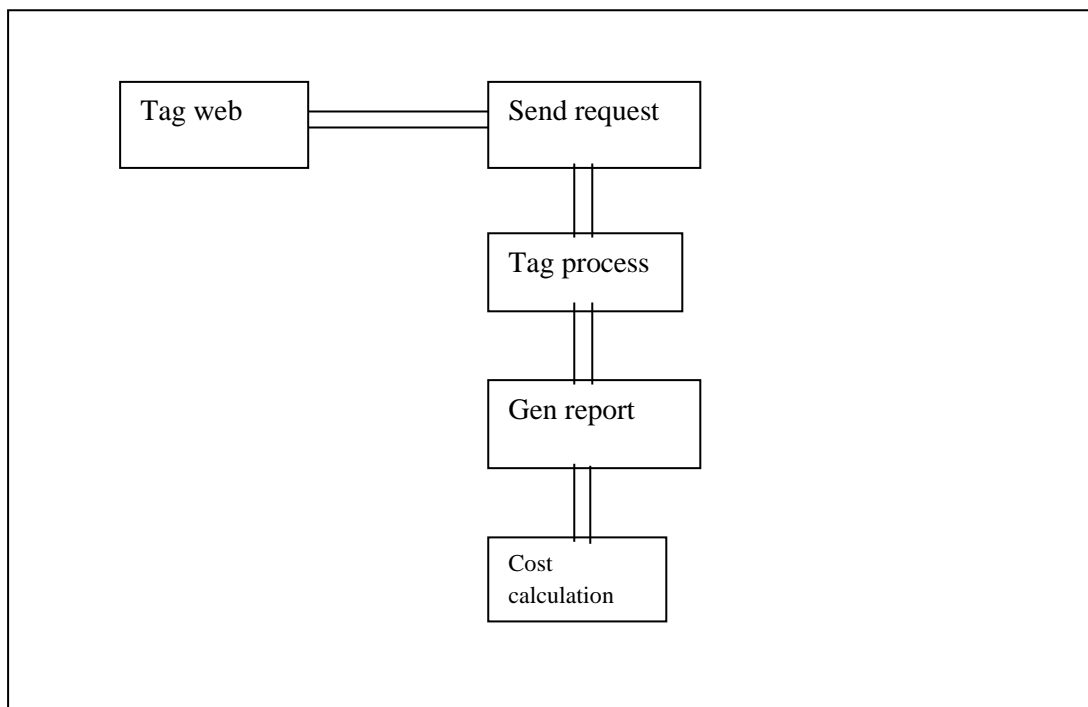 Tag web
Send request
Tag process
Gen report
Cost
calculation